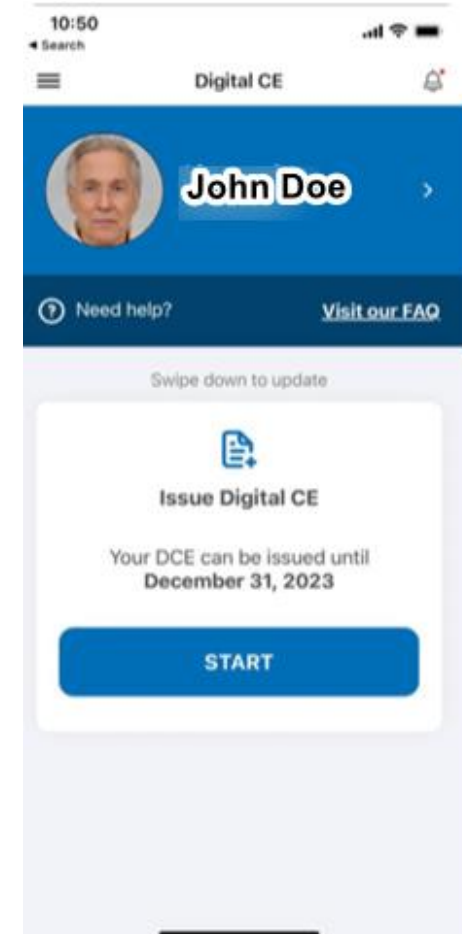 10:50
◄ Search
Digital CE
John Doe
Need help?
Visit our FAQ
Swipe down to update
Issue Digital CE
Your DCE can be issued until
December 31, 2023
START